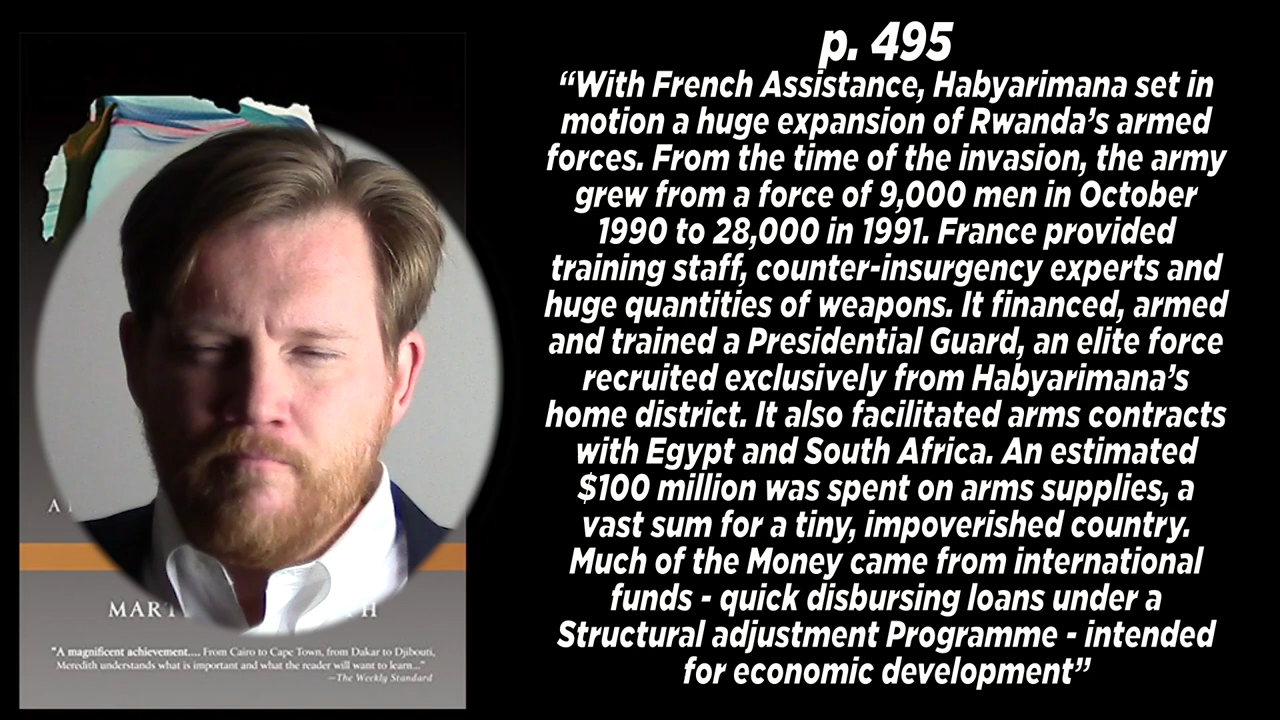 p. 495
“With French Assistance, Habyarimana set in
motion a huge expansion of Rwanda’s armed
forces. From the time of the invasion, the army
grew from a force of 9,000 men in October
1990 to 28,000 in 1991. France provided
training staff, counter-insurgency experts and
huge quantities of weapons. It financed, armed
and trained a Presidential Guard, an elite force
recruited exclusively from Habyarimana’s
home district. It also facilitated arms contracts
with Egypt and South Africa. An estimated
$100 million was spent on arms supplies, a
vast sum for a tiny, impoverished country.
Much of the Money came from international
funds - quick disbursing loans under a
Structural adjustment Programme - intended
for economic development”
"A magnificent achievement.... From Cairo to Cape Town, from Dakar to Djibouti,
Meredith understands what is important and what the reader will want to learn..."
—The Weekly Standard